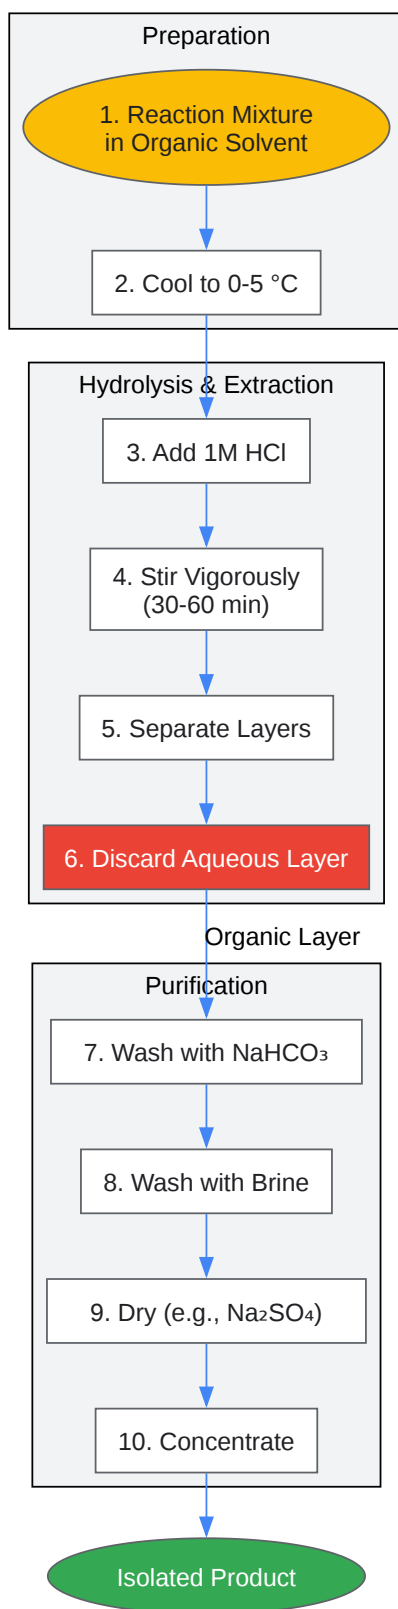 Preparation
1. Reaction Mixture
in Organic Solvent
2. Cool to 0-5 °C
Hydrolysis & Extraction
3. Add 1M HCl
4. Stir Vigorously
(30-60 min)
5. Separate Layers
6. Discard Aqueous Layer
Organic Layer
Purification
7. Wash with NaHCO₃
8. Wash with Brine
9. Dry (e.g., Na₂SO₄)
10. Concentrate
Isolated Product